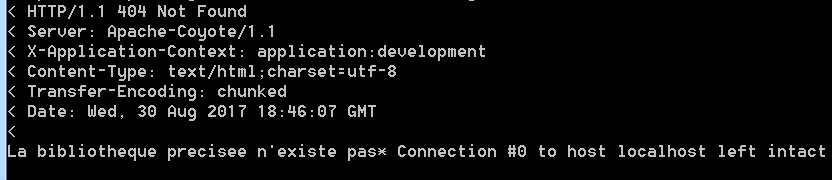 < HTTP/1.1 404 Not Found
< Server: Apache-Coyote/1.1
< X-Application-Context: application:development
< Content-Type: text/html;charset=utf-8
< Transfer-Encoding: chunked
< Date: Wed, 30 Aug 2017 18:46:07 GMT
<
La bibliotheque precisee n'existe pas* Connection #0 to host localhost left intact